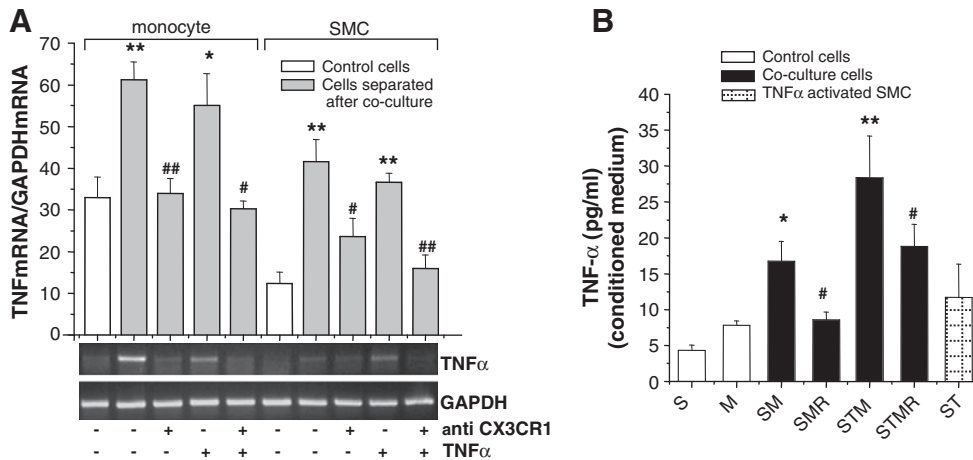 A
monocyte
SMC
TNFmRNA/GAPDHmRNA
70
60
50
40
30
20
10
0
Control cells
Cells separated
after co-culture
**
##
*
#
**
#
**
##
TNFα
GAPDH
- - + - + - - + - + anti CX3CR1
- - - + + - - - + + TNFα
B
Control cells
Co-culture cells
TNFα activated SMC
TNF-α (pg/ml)
(conditioned medium)
40
35
30
25
20
15
10
5
0
*
#
**
#
S
M
SM
SMR
STM
STMR
ST